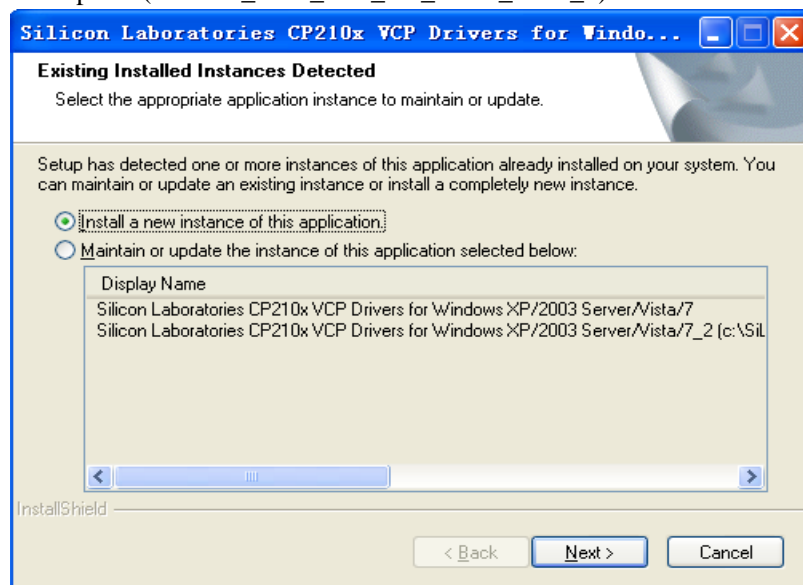 Silicon Laboratories CP210x VCP Drivers for Windo...
Existing Installed Instances Detected
Select the appropriate application instance to maintain or update.
Setup has detected one or more instances of this application already installed on your system. You
can maintain or update an existing instance or install a completely new instance.
Install a new instance of this application.
Maintain or update the instance of this application selected below:
Display Name
Silicon Laboratories CP210x VCP Drivers for Windows XP/2003 Server/Vista/7
Silicon Laboratories CP210x VCP Drivers for Windows XP/2003 Server/Vista/7_2 (c:\SiL
InstallShield
< Back Next > Cancel